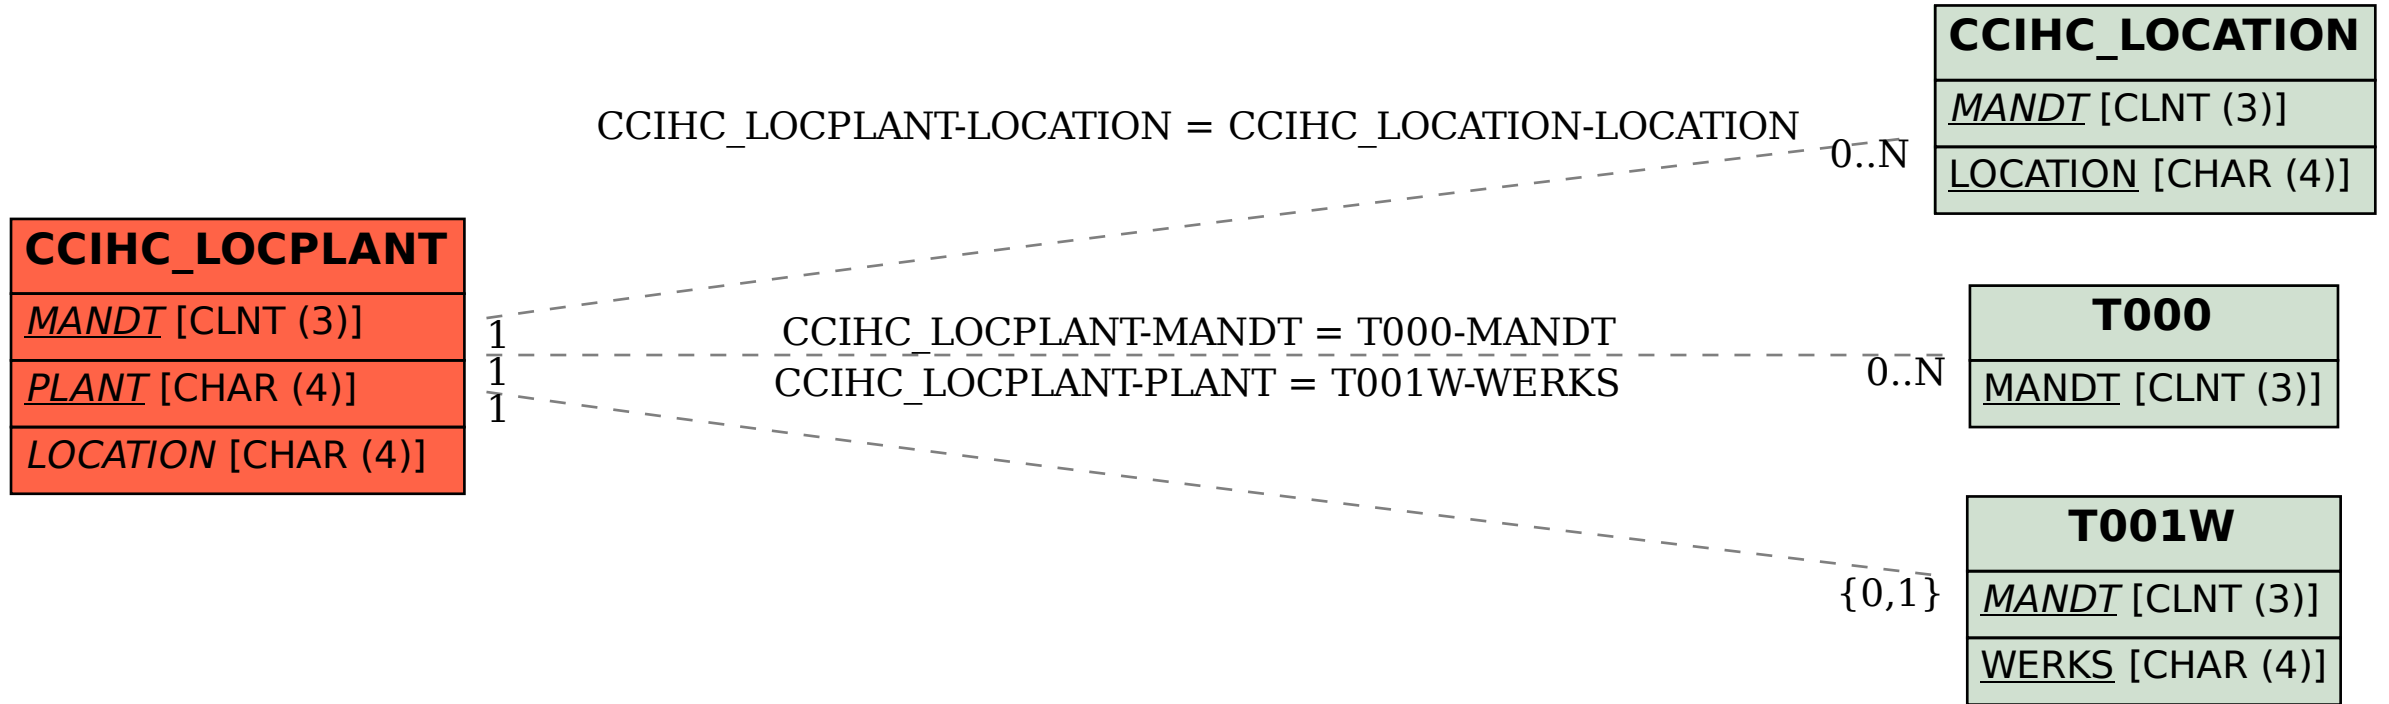 CCIHC_LOCPLANT
MANDT [CLNT (3)]
PLANT [CHAR (4)]
LOCATION [CHAR (4)]
CCIHC_LOCPLANT-LOCATION = CCIHC_LOCATION-LOCATION
0..N
1
CCIHC_LOCPLANT-MANDT = T000-MANDT
0..N
1
CCIHC_LOCPLANT-PLANT = T001W-WERKS
{0,1}
1
CCIHC_LOCATION
MANDT [CLNT (3)]
LOCATION [CHAR (4)]
T000
MANDT [CLNT (3)]
T001W
MANDT [CLNT (3)]
WERKS [CHAR (4)]